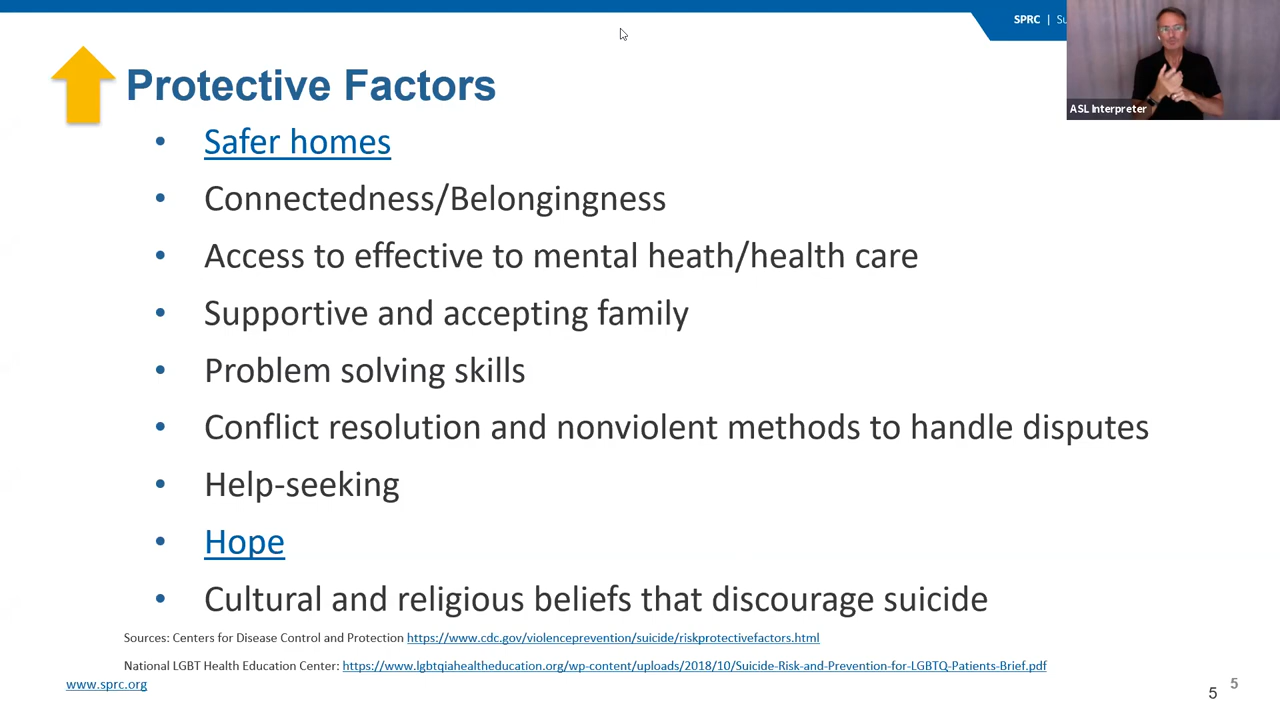 SPRC | Su
ASL Interpreter
Protective Factors
• Safer homes
• Connectedness/Belongingness
• Access to effective to mental heath/health care
• Supportive and accepting family
• Problem solving skills
• Conflict resolution and nonviolent methods to handle disputes
• Help-seeking
• Hope
• Cultural and religious beliefs that discourage suicide
Sources: Centers for Disease Control and Protection https://www.cdc.gov/violenceprevention/suicide/riskprotectivefactors.html
National LGBT Health Education Center: https://www.lgbtqiahealtheducation.org/wp-content/uploads/2018/10/Suicide-Risk-and-Prevention-for-LGBTQ-Patients-Brief.pdf
www.sprc.org
5
5